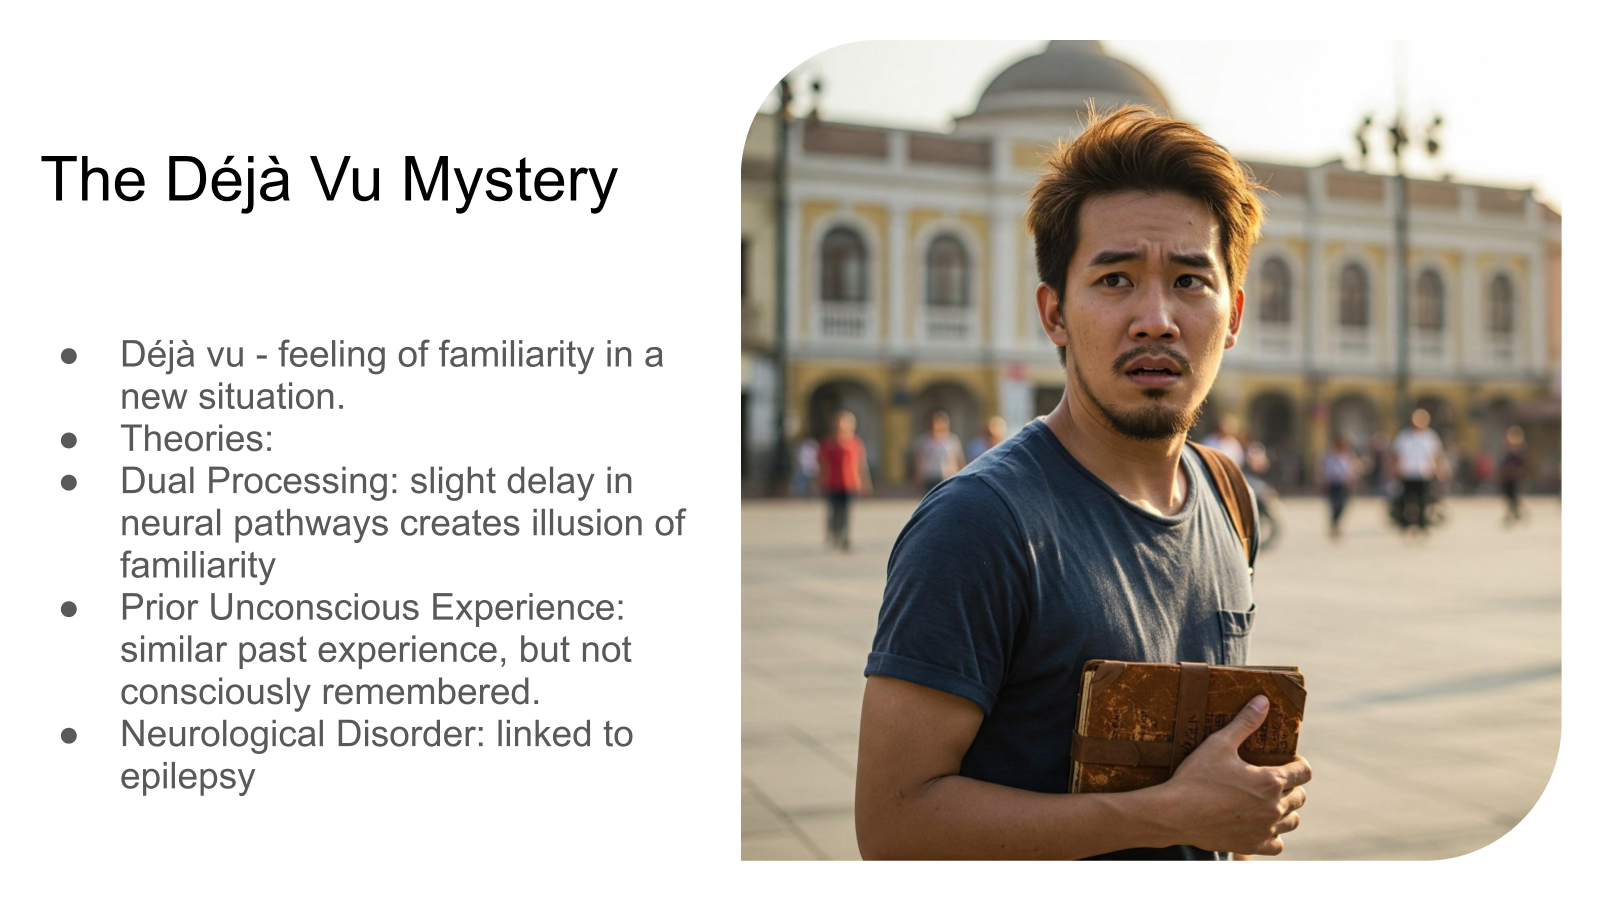 The Déjà Vu Mystery
● Déjà vu - feeling of familiarity in a
new situation.
● Theories:
● Dual Processing: slight delay in
neural pathways creates illusion of
familiarity
● Prior Unconscious Experience:
similar past experience, but not
consciously remembered.
● Neurological Disorder: linked to
epilepsy